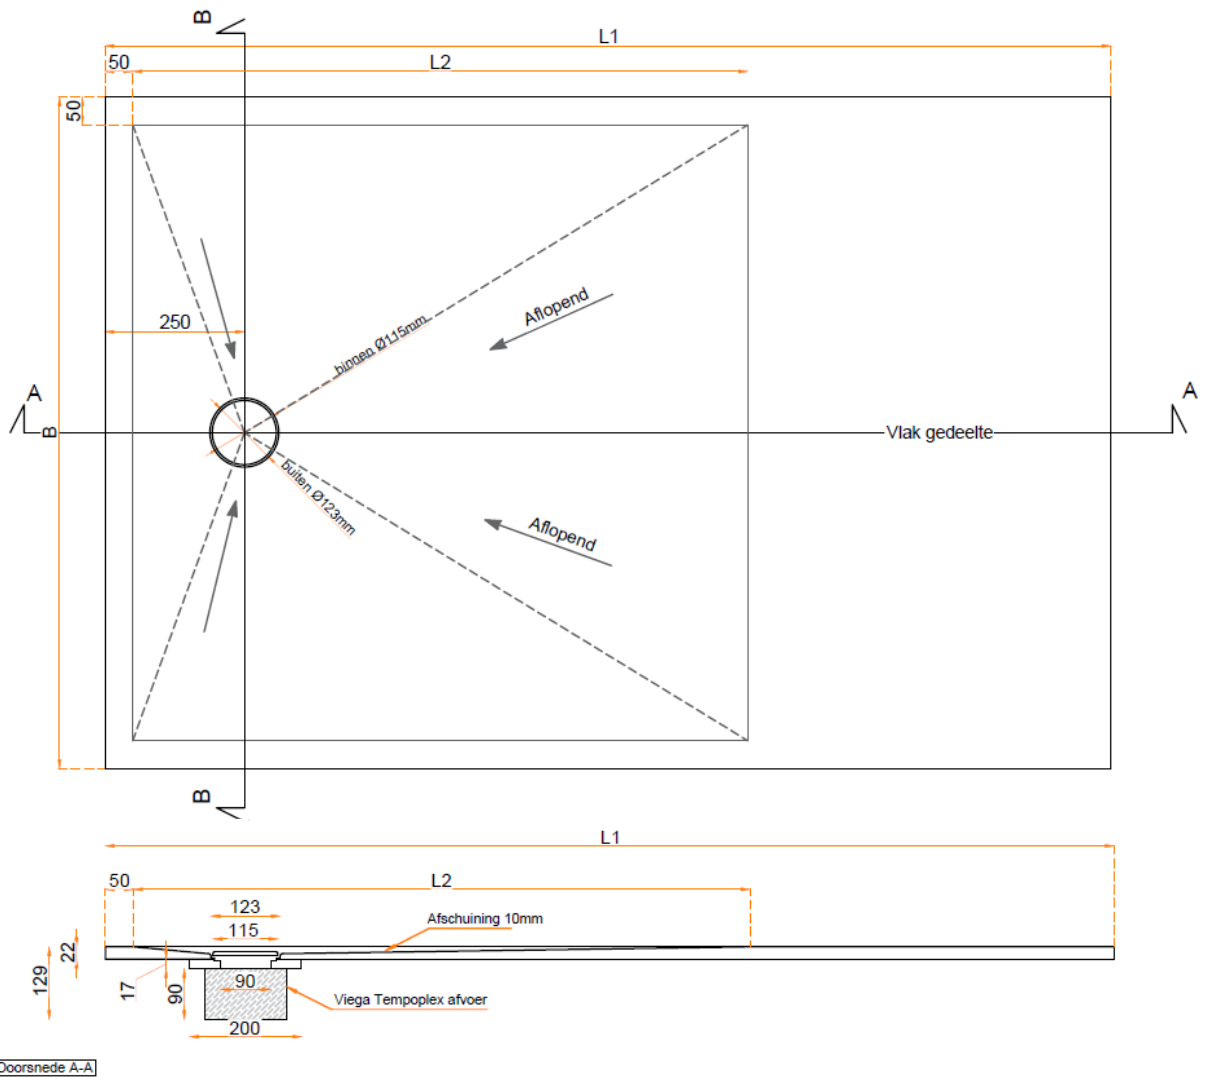 B
L1
50
L2
50
Aflopend
250
binnen Ø115mm
A
A
B
Vlak gedeelte
buiten Ø123mm
Aflopend
B
L1
50
L2
123
Afschuining 10mm
115
22
129
17
90
90
Viega Tempoplex afvoer
200
Doorsnede A-A